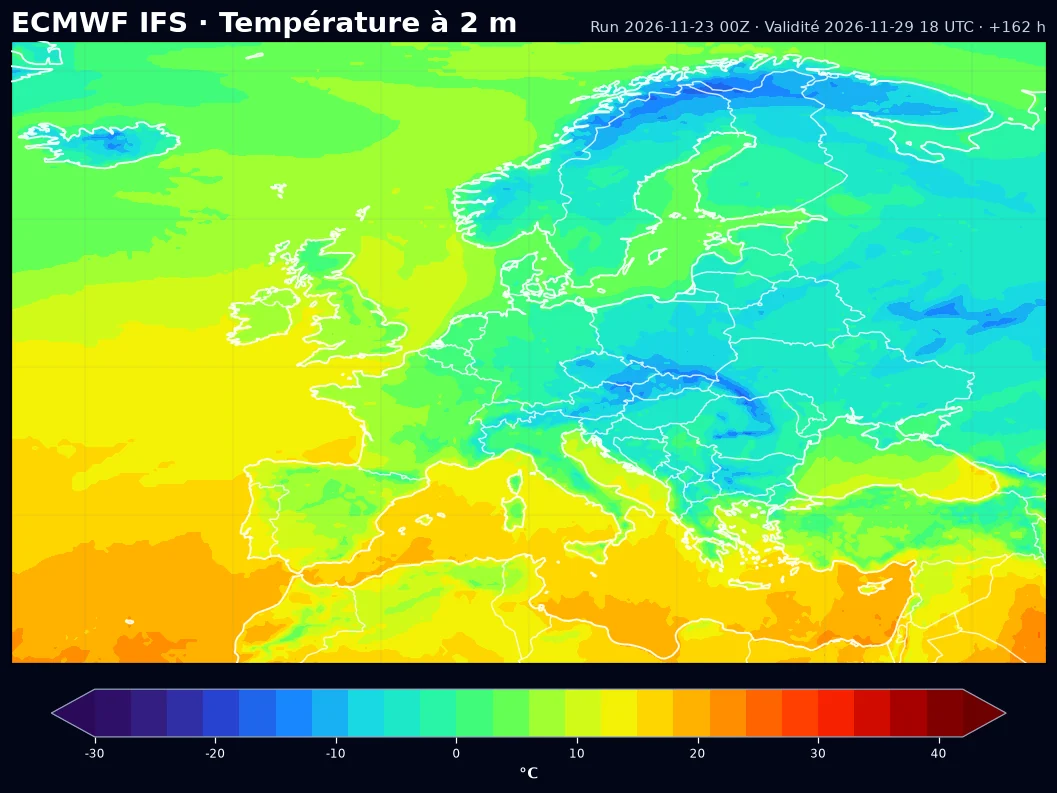 ECMWF IFS · Température à 2 m
Run 2026-11-23 00Z · Validité 2026-11-29 18 UTC · +162 h
-30 -20 -10 0 10 20 30 40
°C